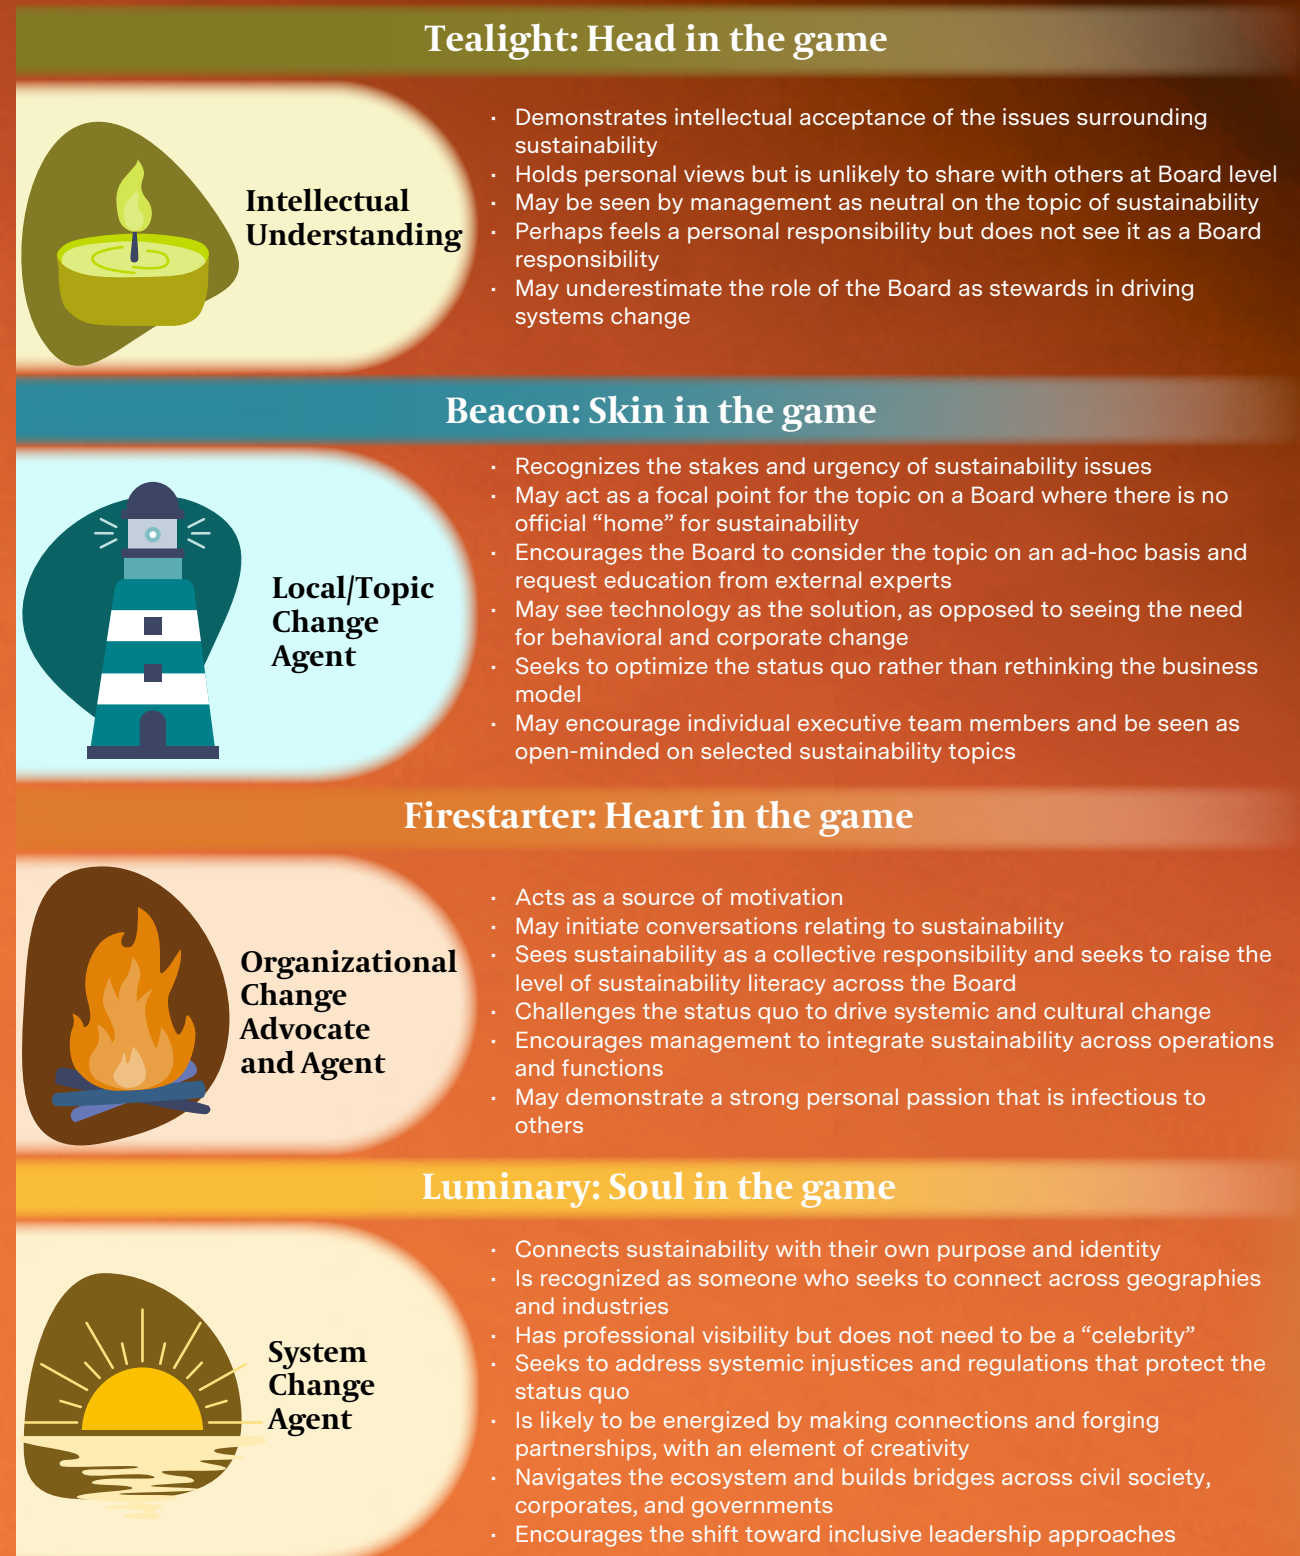 Tealight: Head in the game
Intellectual
Understanding
· Demonstrates intellectual acceptance of the issues surrounding
sustainability
· Holds personal views but is unlikely to share with others at Board level
· May be seen by management as neutral on the topic of sustainability
· Perhaps feels a personal responsibility but does not see it as a Board
responsibility
· May underestimate the role of the Board as stewards in driving
systems change
Beacon: Skin in the game
Local/Topic
Change
Agent
· Recognizes the stakes and urgency of sustainability issues
· May act as a focal point for the topic on a Board where there is no
official “home” for sustainability
· Encourages the Board to consider the topic on an ad-hoc basis and
request education from external experts
· May see technology as the solution, as opposed to seeing the need
for behavioral and corporate change
· Seeks to optimize the status quo rather than rethinking the business
model
· May encourage individual executive team members and be seen as
open-minded on selected sustainability topics
Firestarter: Heart in the game
Organizational
Change
Advocate
and Agent
· Acts as a source of motivation
· May initiate conversations relating to sustainability
· Sees sustainability as a collective responsibility and seeks to raise the
level of sustainability literacy across the Board
· Challenges the status quo to drive systemic and cultural change
· Encourages management to integrate sustainability across operations
and functions
· May demonstrate a strong personal passion that is infectious to
others
Luminary: Soul in the game
System
Change
Agent
· Connects sustainability with their own purpose and identity
· Is recognized as someone who seeks to connect across geographies
and industries
· Has professional visibility but does not need to be a “celebrity”
· Seeks to address systemic injustices and regulations that protect the
status quo
· Is likely to be energized by making connections and forging
partnerships, with an element of creativity
· Navigates the ecosystem and builds bridges across civil society,
corporates, and governments
· Encourages the shift toward inclusive leadership approaches